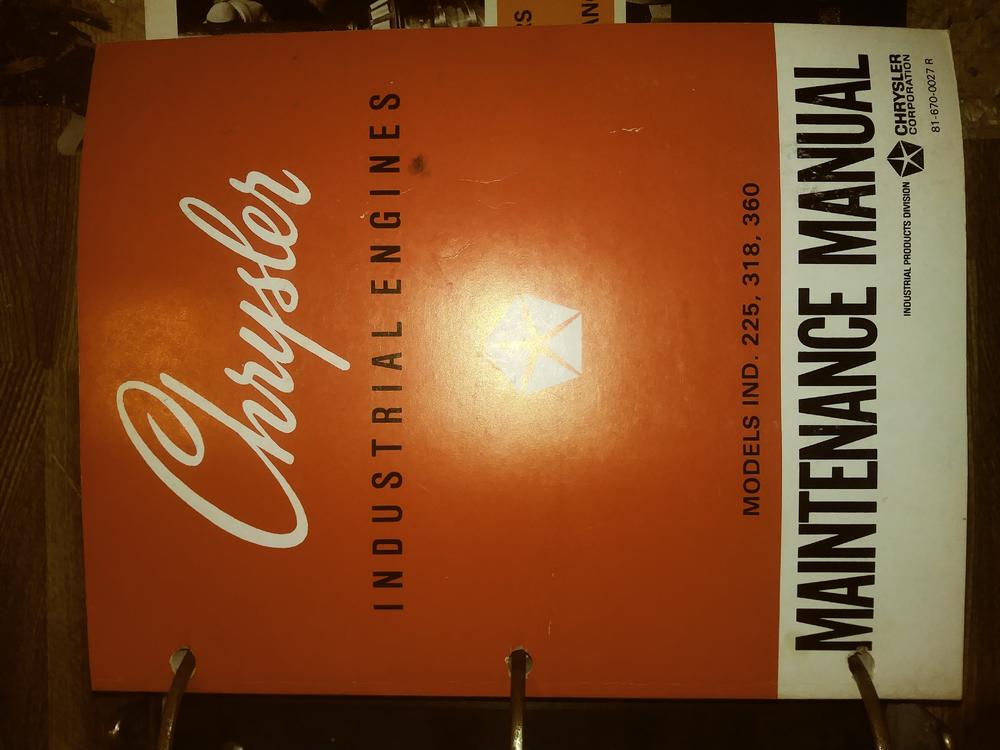 Chrysler
INDUSTRIAL ENGINES
MODELS IND. 225, 318, 360
MAINTENANCE MANUAL
INDUSTRIAL PRODUCTS DIVISION
CHRYSLER
CORPORATION
81-670-0027 R